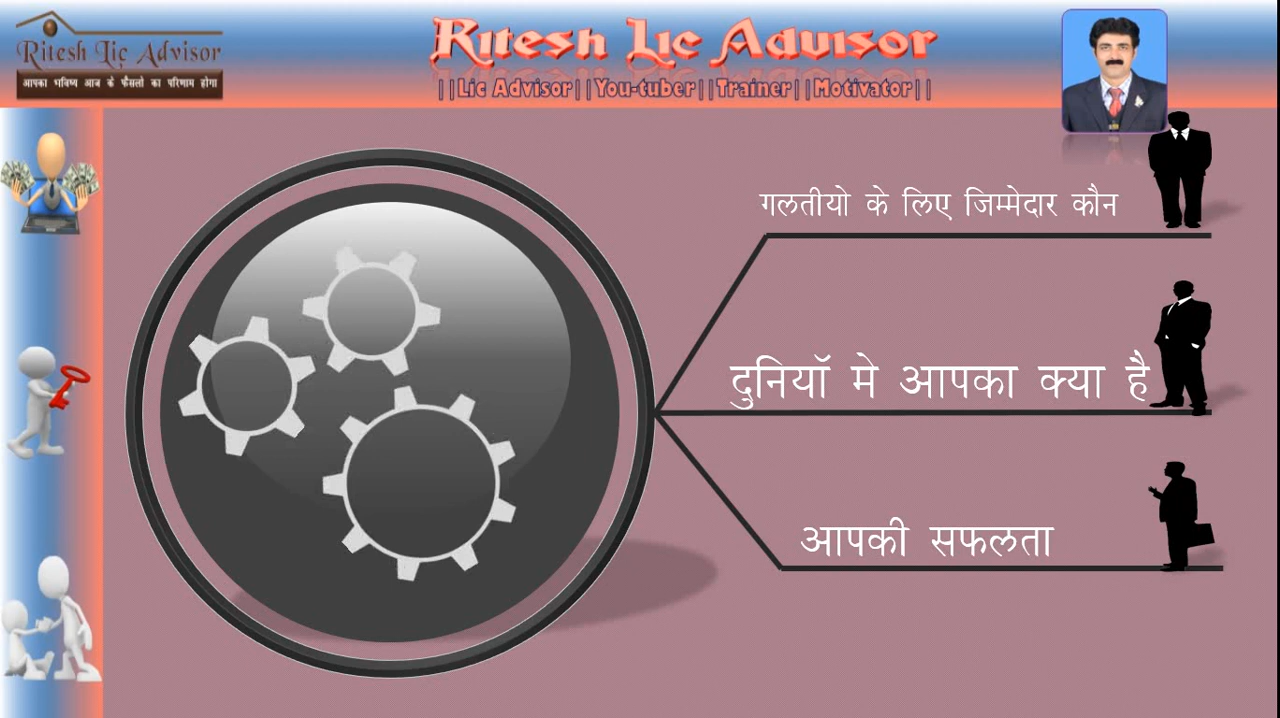 Ritesh Lic Advisor
आपका भविष्य आज के फैसलो का परिणाम होगा
Ritesh Lic Advisor
||Lic Advisor||You-tuber||Trainer||Motivator||
गलतीयो के लिए जिम्मेदार कौन
दुनियॉ मे आपका क्या है
आपकी सफलता